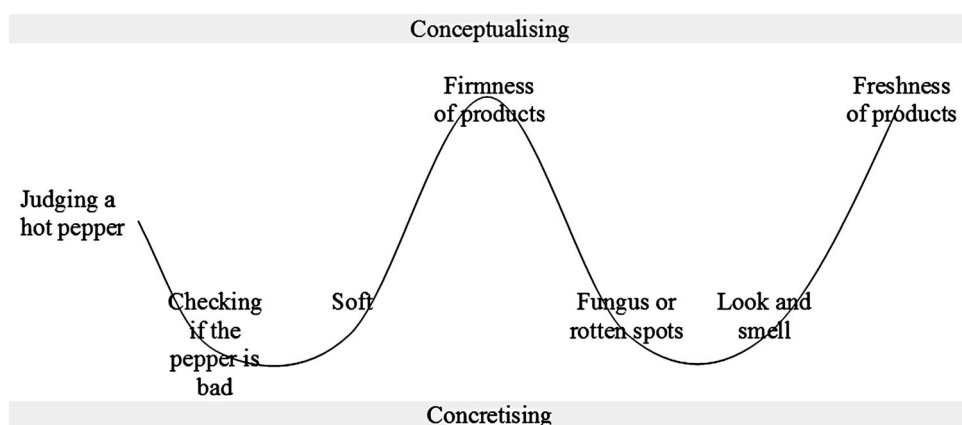 Conceptualising
Firmness
of products
Freshness
of products
Judging a
hot pepper
Checking
if the
pepper is
bad
Soft
Fungus or
rotten spots
Look and
smell
Concretising